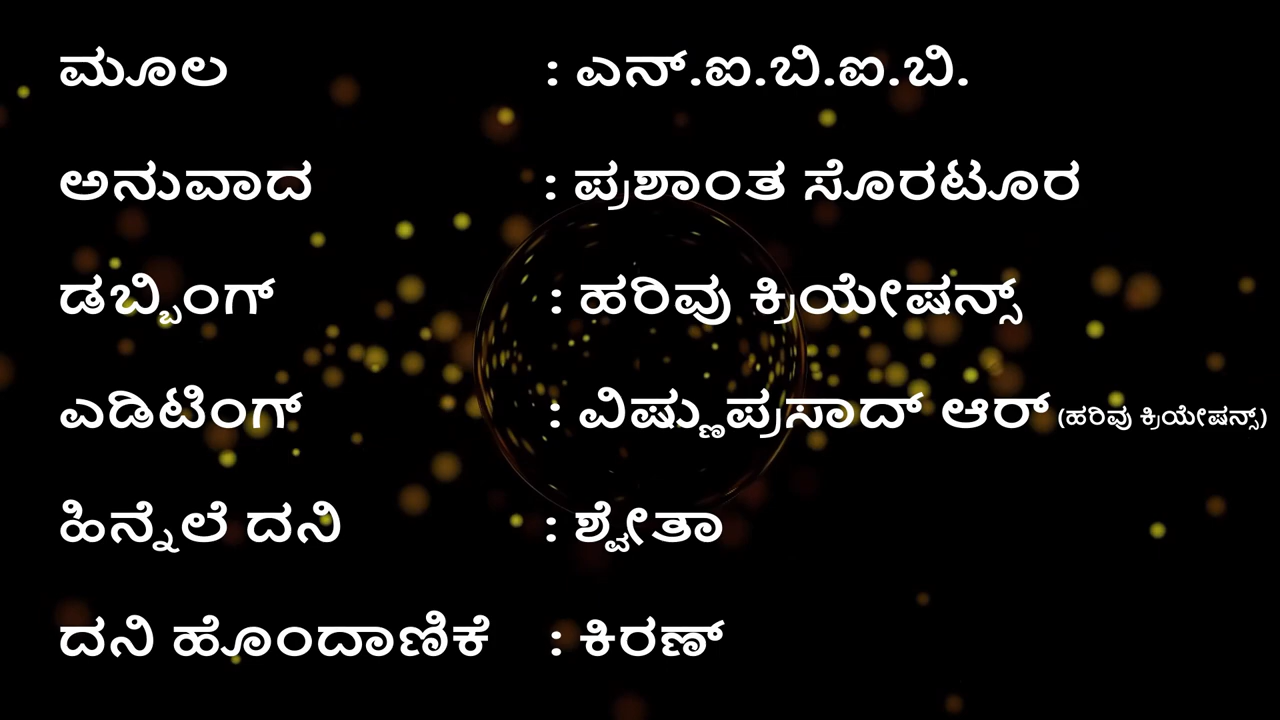 ಮೂಲ : ಎನ್.ಐ.ಬಿ.ಐ.ಬಿ.
ಅನುವಾದ : ಪ್ರಶಾಂತ ಸೊರಟೂರ
ಡಬ್ಬಿಂಗ್ : ಹರಿವು ಕ್ರಿಯೇಷನ್ಸ್
ಎಡಿಟಿಂಗ್ : ವಿಷ್ಣುಪ್ರಸಾದ್ ಆರ್ (ಹರಿವು ಕ್ರಿಯೇಷನ್ಸ್)
ಹಿನ್ನೆಲೆ ದನಿ : ಶ್ವೇತಾ
ದನಿ ಹೊಂದಾಣಿಕೆ : ಕಿರಣ್